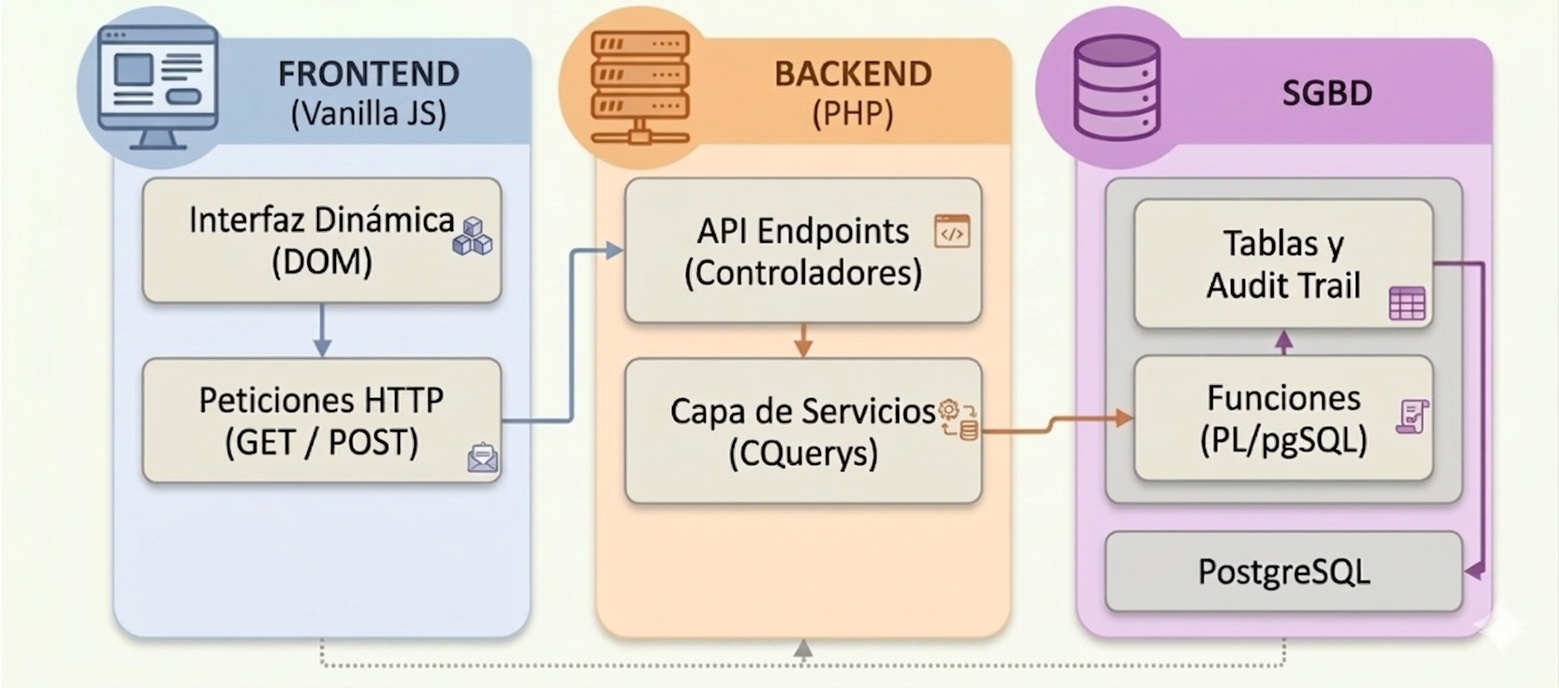 FRONTEND
(Vanilla JS)
Interfaz Dinámica
(DOM)
Peticiones HTTP
(GET / POST)
BACKEND
(PHP)
API Endpoints
(Controladores)
Capa de Servicios
(CQuerys)
SGBD
Tablas y
Audit Trail
Funciones
(PL/pgSQL)
PostgreSQL